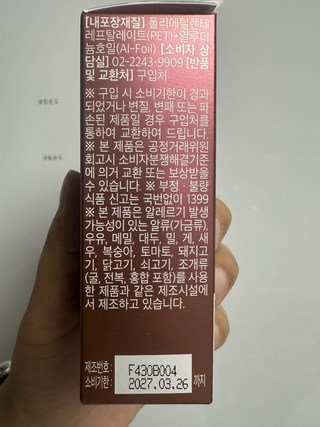 [내포장재질] 폴리에틸렌테
레프탈레이트(PET)+알루미
늄호일(Al-Foil) [소비자 상
담실] 02-2243-9909 [반품
및 교환처] 구입처
※ 구입 시 소비기한이 경과
되었거나 변질, 변패 또는 파
손된 제품일 경우 구입처를
통하여 교환하여 드립니다.
※ 본 제품은 공정거래위원
회고시 소비자분쟁해결기준
에 의거 교환 또는 보상받을
수 있습니다. ※ 부정·불량
식품 신고는 국번없이 1399
※ 본 제품은 알레르기 발생
가능성이 있는 알류(가금류),
우유, 메밀, 대두, 밀, 게, 새
우, 복숭아, 토마토, 돼지고
기, 닭고기, 쇠고기, 조개류
(굴, 전복, 홍합 포함)를 사용
한 제품과 같은 제조시설에
서 제조하고 있습니다.
제조번호: F430B004
소비기한: 2027.03.26 까지